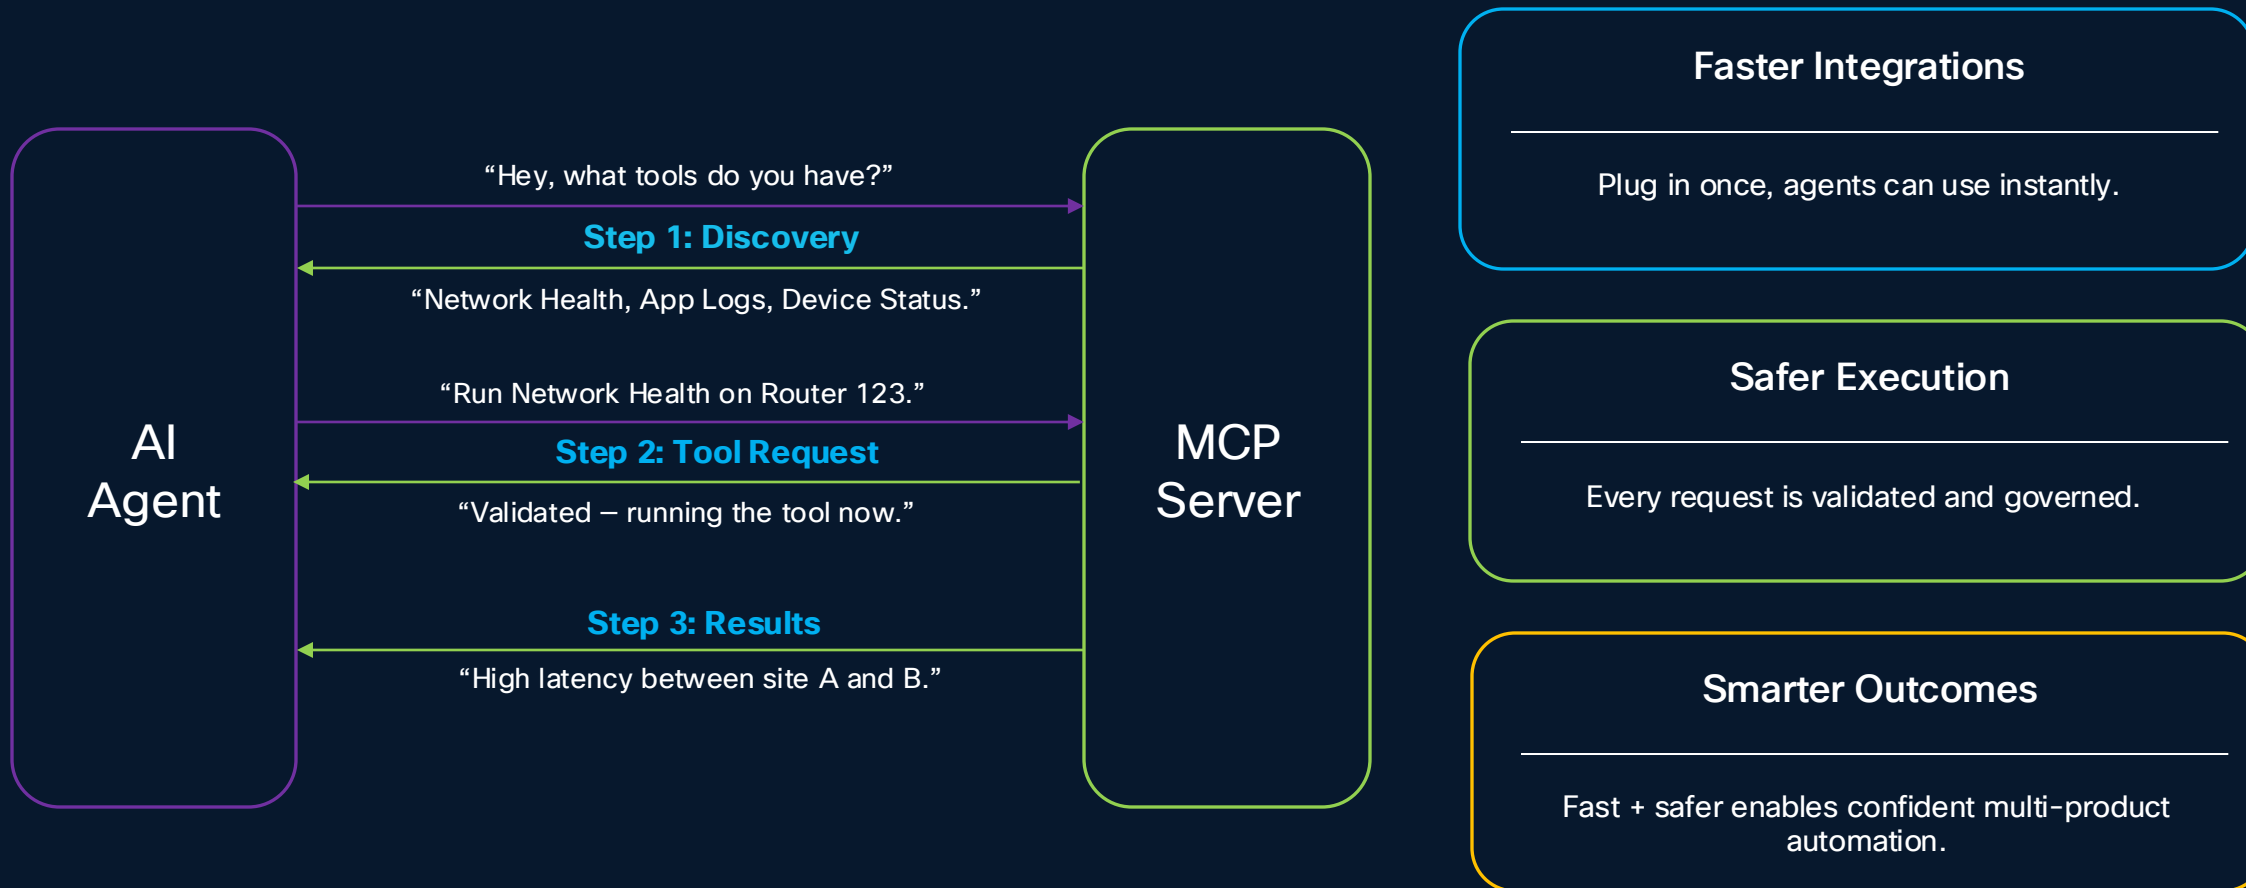 AI
Agent
“Hey, what tools do you have?”
Step 1: Discovery
“Network Health, App Logs, Device Status.”
“Run Network Health on Router 123.”
Step 2: Tool Request
“Validated – running the tool now.”
Step 3: Results
“High latency between site A and B.”
MCP
Server
Faster Integrations
Plug in once, agents can use instantly.
Safer Execution
Every request is validated and governed.
Smarter Outcomes
Fast + safer enables confident multi-product
automation.